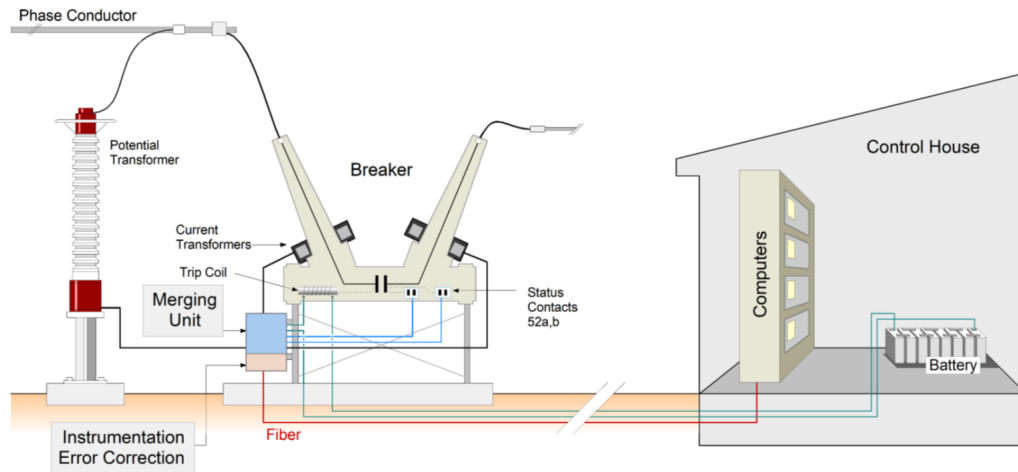 Phase Conductor
Potential
Transformer
Breaker
Control House
Current
Transformers
Trip Coil
Merging
Unit
Status
Contacts
52a,b
Computers
Battery
Fiber
Instrumentation
Error Correction